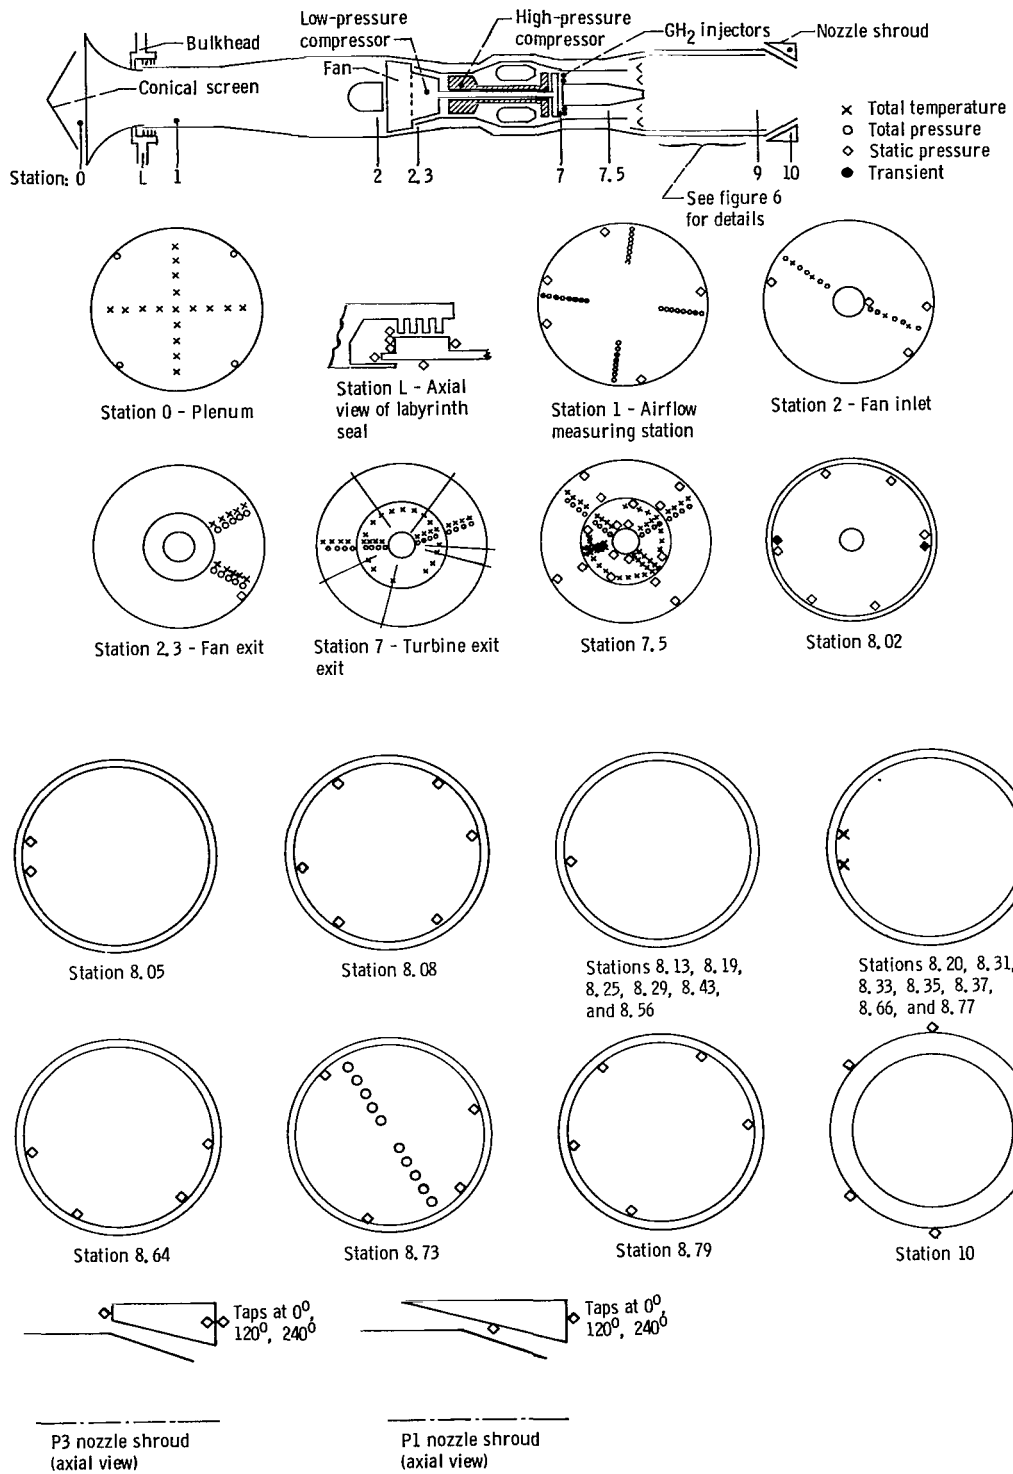 Low-pressure
compressor
High-pressure
compressor
GH2 injectors
Nozzle shroud
Bulkhead
Fan
Conical screen
Total temperature
Total pressure
Static pressure
Transient
Station: 0
L
1
2
2.3
7
7.5
9
10
See figure 6
for details
Station 0 - Plenum
Station L - Axial
view of labyrinth
seal
Station 1 - Airflow
measuring station
Station 2 - Fan inlet
Station 2.3 - Fan exit
Station 7 - Turbine exit
exit
Station 7.5
Station 8.02
Station 8.05
Station 8.08
Stations 8.13, 8.19,
8.25, 8.29, 8.43,
and 8.56
Stations 8.20, 8.31,
8.33, 8.35, 8.37,
8.66, and 8.77
Station 8.64
Station 8.73
Station 8.79
Station 10
Taps at 0⁰,
120⁰, 240⁰
Taps at 0⁰,
120⁰, 240⁰
P3 nozzle shroud
(axial view)
P1 nozzle shroud
(axial view)